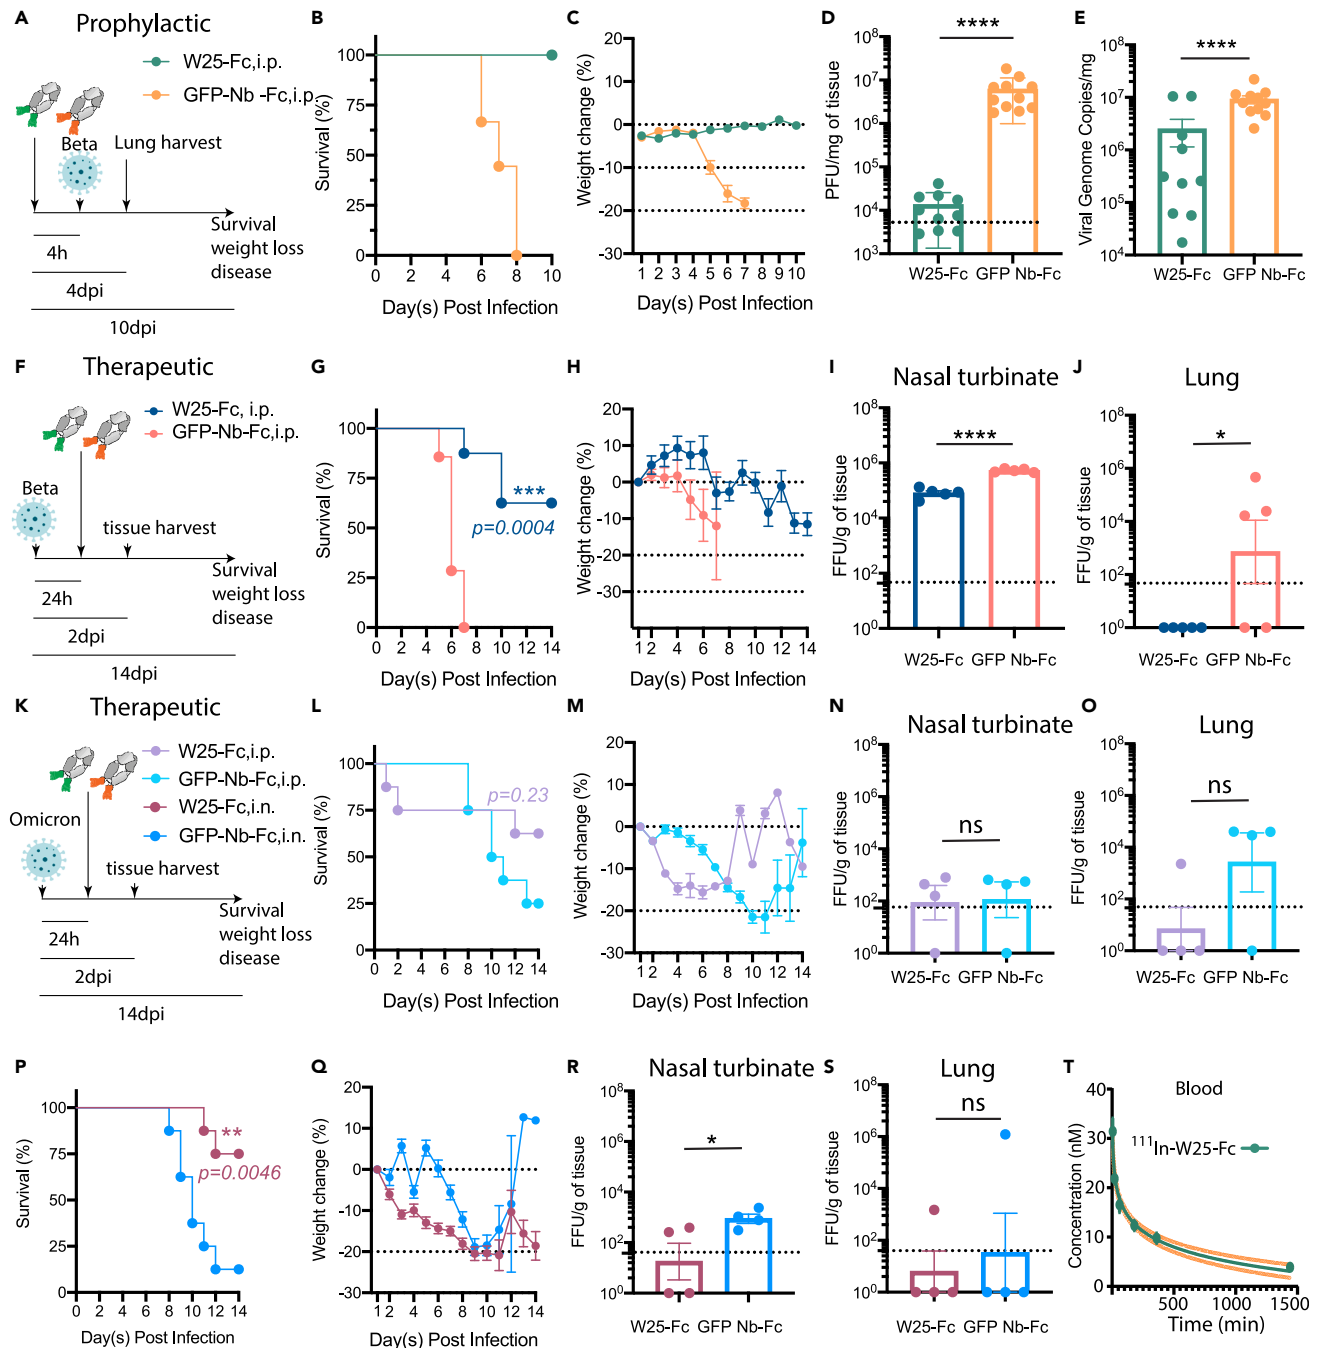 A
Prophylactic
W25-Fc,i.p.
GFP-Nb -Fc,i.p.
Beta
Lung harvest
Survival
weight loss
disease
4h
4dpi
10dpi
B
Survival (%)
100
75
50
25
0
0 2 4 6 8 10
Day(s) Post Infection
C
Weight change (%)
20
10
0
-10
-20
-30
1 2 3 4 5 6 7 8 9 10
Day(s) Post Infection
D
****
PFU/mg of tissue
10⁸
10⁷
10⁶
10⁵
10⁴
10³
W25-Fc GFP Nb-Fc
E
****
Viral Genome Copies/mg
10⁸
10⁷
10⁶
10⁵
10⁴
W25-Fc GFP Nb-Fc
F
Therapeutic
W25-Fc, i.p.
GFP-Nb-Fc,i.p.
Beta
tissue harvest
Survival
weight loss
disease
24h
2dpi
14dpi
G
Survival (%)
100
75
50
25
0
***
p=0.0004
0 2 4 6 8 10 12 14
Day(s) Post Infection
H
Weight change (%)
20
10
0
-10
-20
-30
1 2 4 6 8 10 12 14
Day(s) Post Infection
I
Nasal turbinate
****
FFU/g of tissue
10⁸
10⁶
10⁴
10²
10⁰
W25-Fc GFP Nb-Fc
J
Lung
*
FFU/g of tissue
10⁸
10⁶
10⁴
10²
10⁰
W25-Fc GFP Nb-Fc
K
Therapeutic
W25-Fc,i.p.
GFP-Nb-Fc,i.p.
W25-Fc,i.n.
GFP-Nb-Fc,i.n.
Omicron
tissue harvest
Survival
weight loss
disease
24h
2dpi
14dpi
L
Survival (%)
100
75
50
25
0
p=0.23
0 2 4 6 8 10 12 14
Day(s) Post Infection
M
Weight change (%)
20
10
0
-10
-20
-30
1 2 4 6 8 10 12 14
Day(s) Post Infection
N
Nasal turbinate
ns
FFU/g of tissue
10⁸
10⁶
10⁴
10²
10⁰
W25-Fc GFP Nb-Fc
O
Lung
ns
FFU/g of tissue
10⁸
10⁶
10⁴
10²
10⁰
W25-Fc GFP Nb-Fc
P
Survival (%)
100
75
50
25
0
**
p=0.0046
0 2 4 6 8 10 12 14
Day(s) Post Infection
Q
Weight change (%)
20
10
0
-10
-20
-30
1 2 4 6 8 10 12 14
Day(s) Post Infection
R
Nasal turbinate
*
FFU/g of tissue
10⁸
10⁶
10⁴
10²
10⁰
W25-Fc GFP Nb-Fc
S
Lung
ns
FFU/g of tissue
10⁸
10⁶
10⁴
10²
10⁰
W25-Fc GFP Nb-Fc
T
Blood
¹¹¹In-W25-Fc
Concentration (nM)
40
30
20
10
0
500 1000 1500
Time (min)